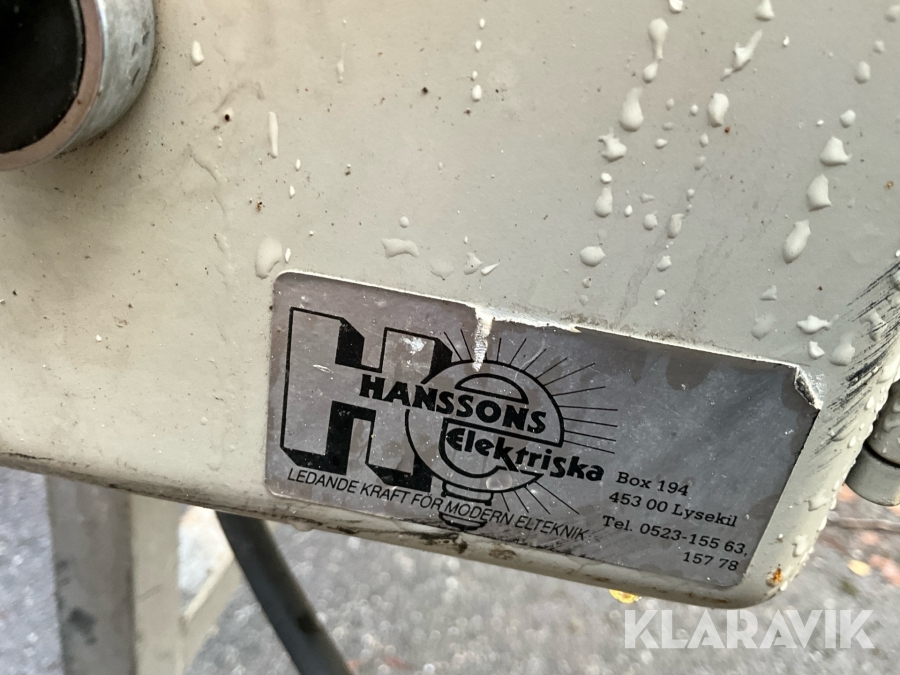 H
HANSSONS
Elektriska
LEDANDE KRAFT FÖR MODERN ELTEKNIK
Box 194
453 00 Lysekil
Tel. 0523-155 63,
157 78
KLARAVIK